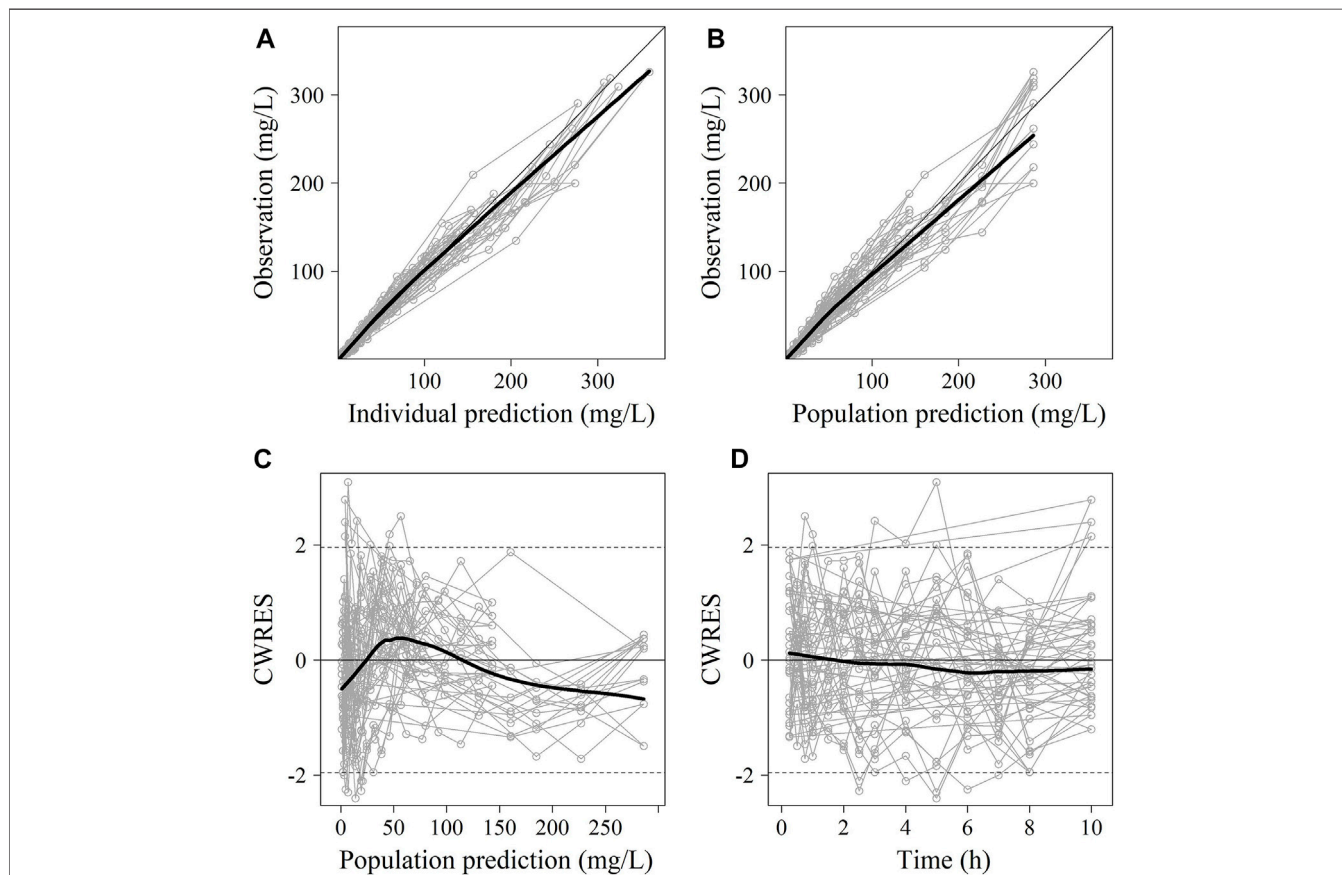 A
B
Observation (mg/L)
300
200
100
100 200 300
Individual prediction (mg/L)
Observation (mg/L)
300
200
100
100 200 300
Population prediction (mg/L)
C
D
CWRES
2
0
-2
0 50 100 150 200 250
Population prediction (mg/L)
CWRES
2
0
-2
0 2 4 6 8 10
Time (h)